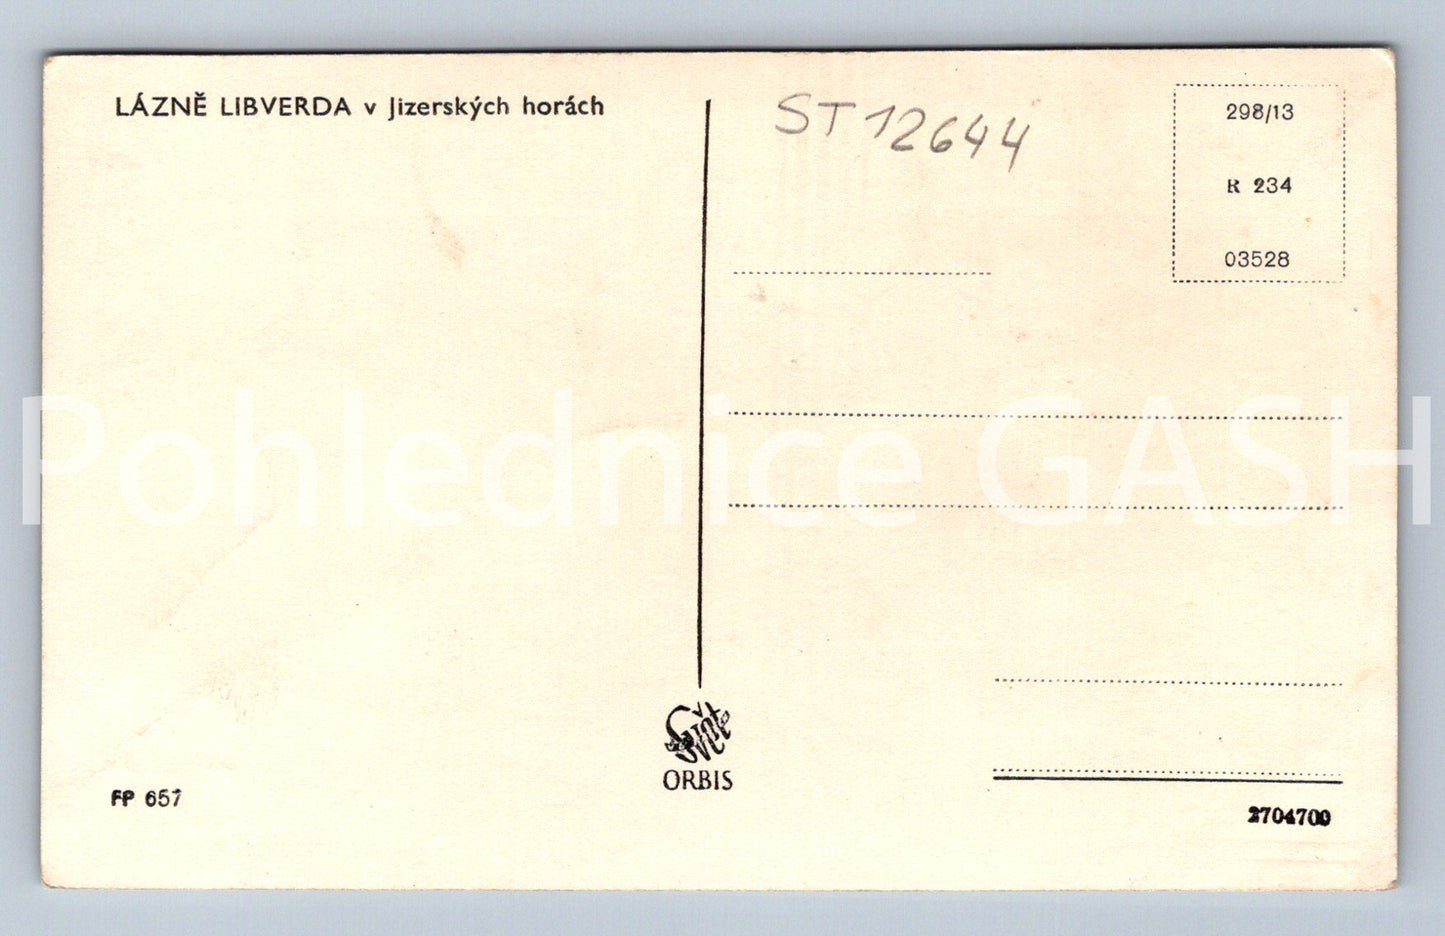 LÁZNĚ LIBVERDA v Jizerských horách
ST 12644
298/13
R 234
03528
Pohlednice GASH
Svět
ORBIS
FP 657
2704700